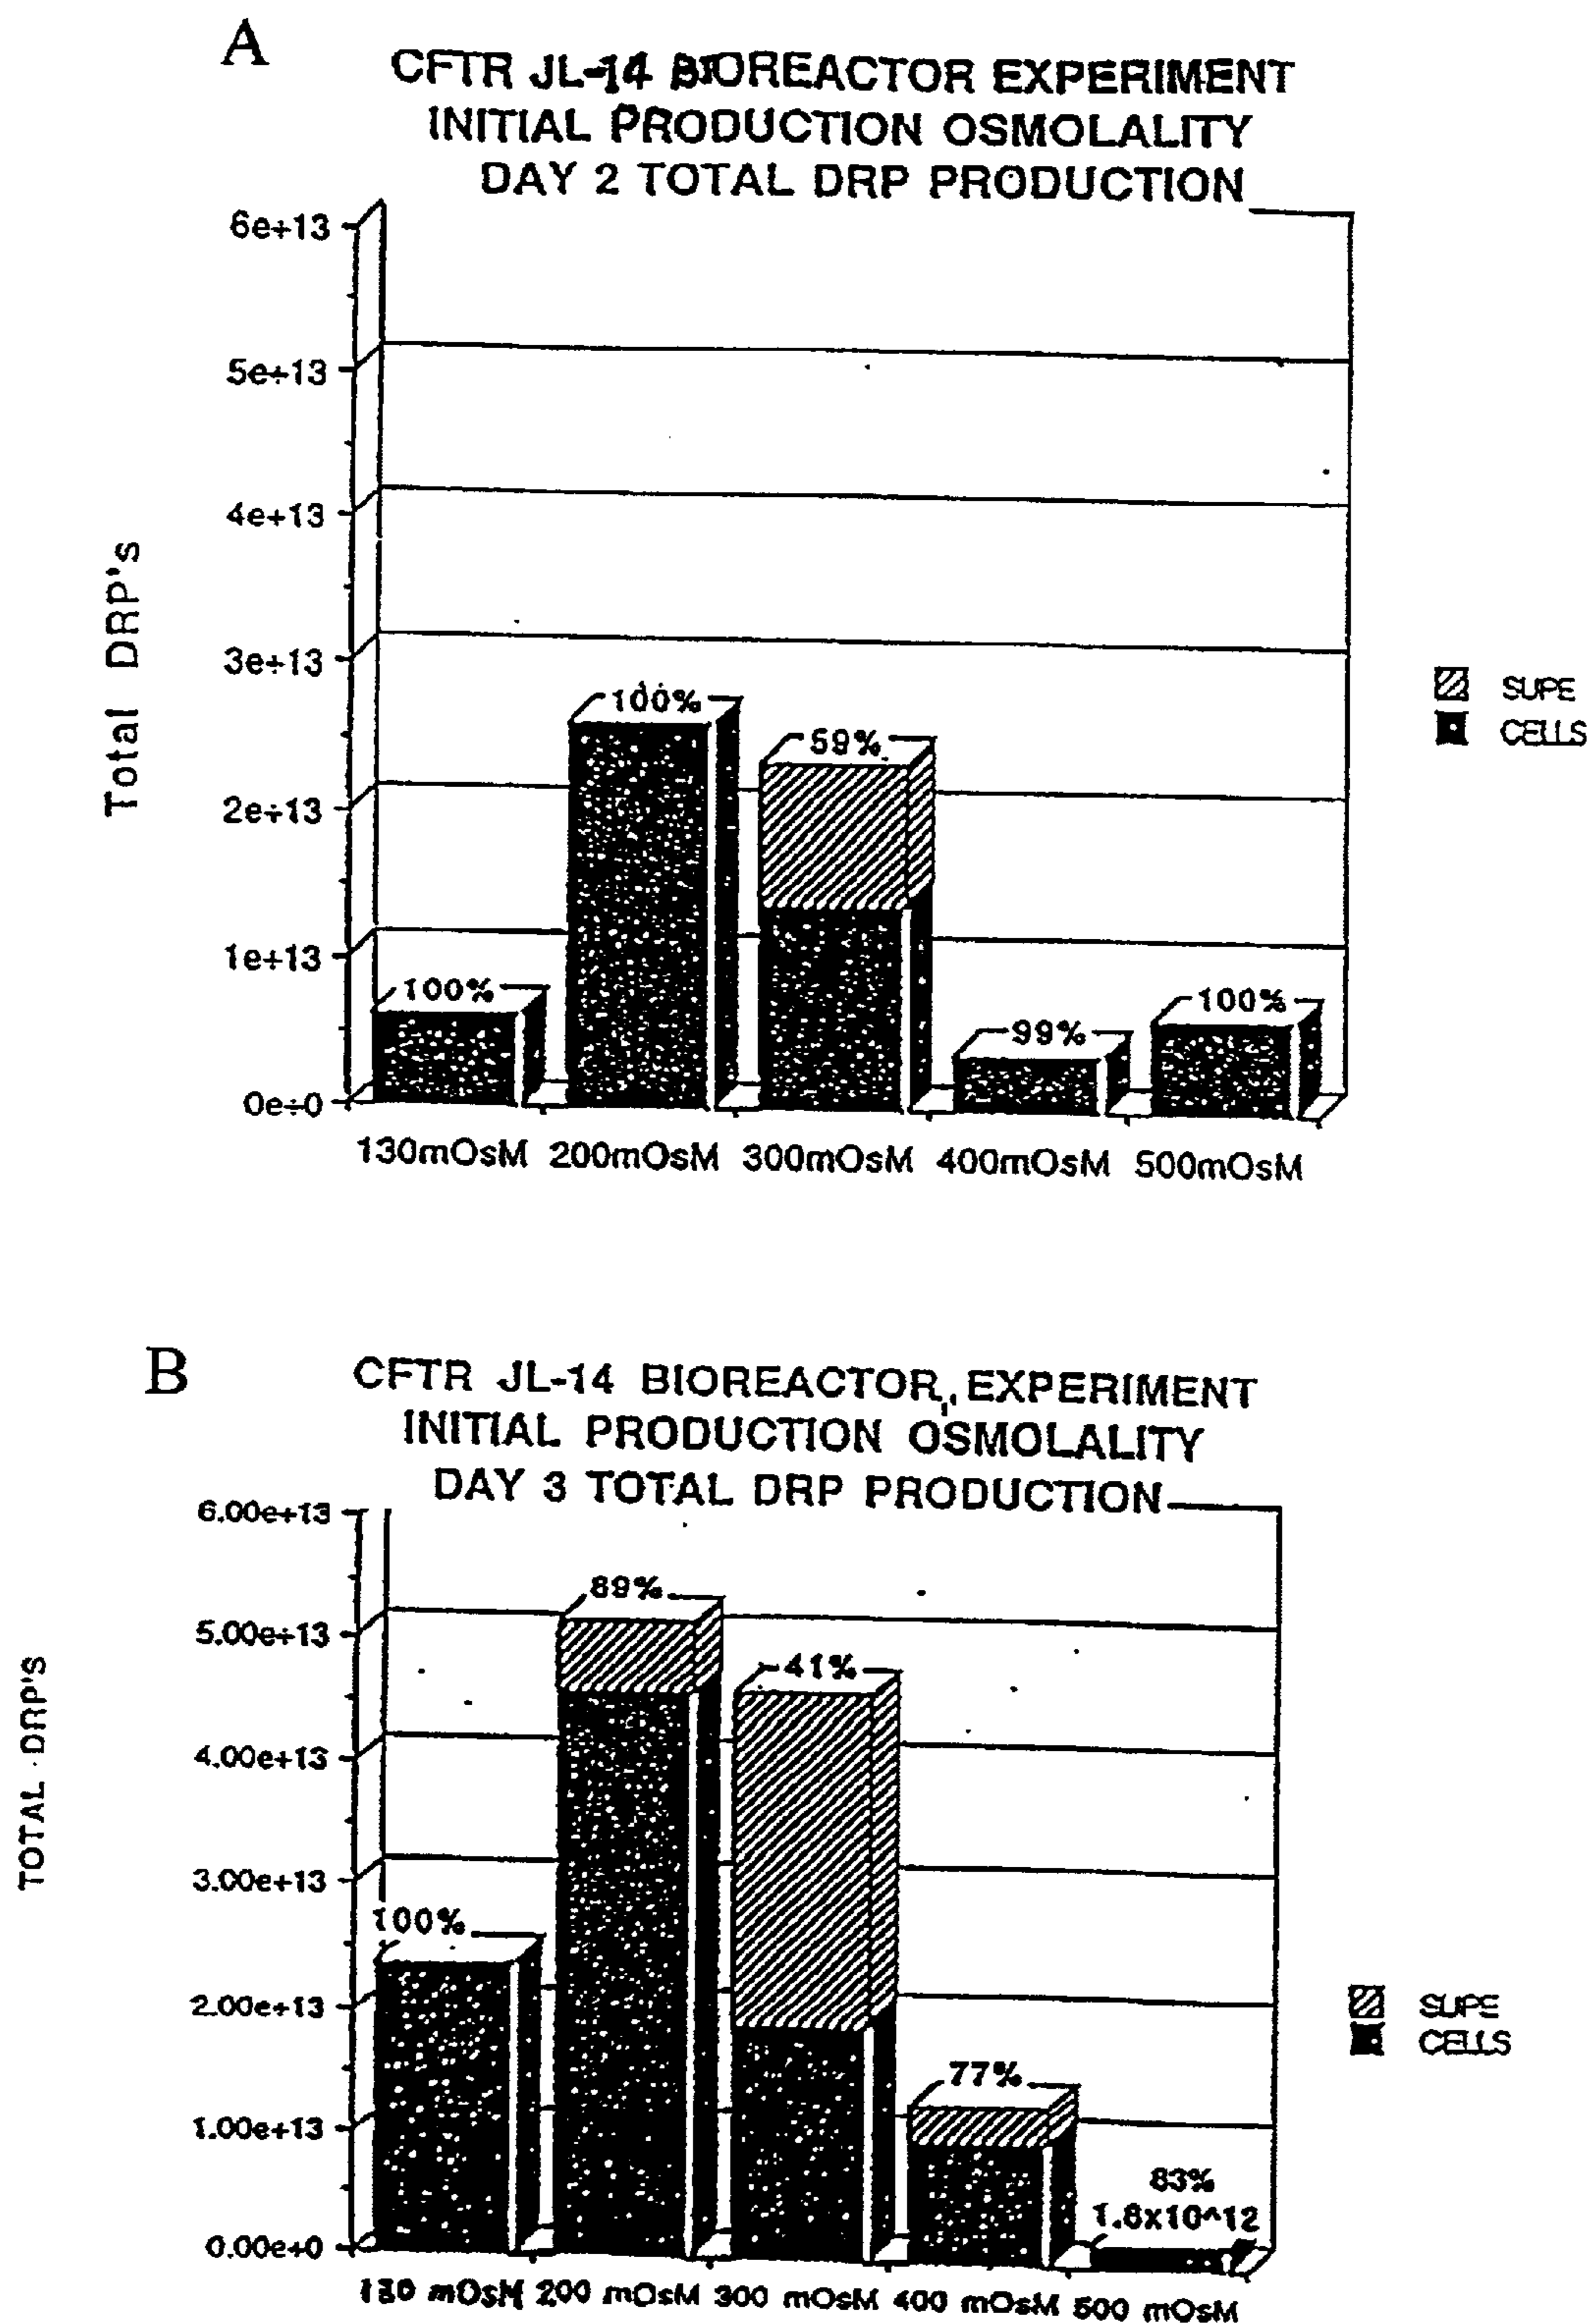 A
CFTR JL-14 BIOREACTOR EXPERIMENT
INITIAL PRODUCTION OSMOLALITY
DAY 2 TOTAL DRP PRODUCTION
Total DRP's
6e+13
5e+13
4e+13
3e+13
2e+13
1e+13
0e+0
100%
100%
59%
99%
100%
130mOsM 200mOsM 300mOsM 400mOsM 500mOsM
SUPE
CELLS
B
CFTR JL-14 BIOREACTOR EXPERIMENT
INITIAL PRODUCTION OSMOLALITY
DAY 3 TOTAL DRP PRODUCTION
TOTAL DRP'S
6.00e+13
5.00e+13
4.00e+13
3.00e+13
2.00e+13
1.00e+13
0.00e+0
100%
89%
41%
77%
83%
1.8x10^12
130 mOsM 200 mOsM 300 mOsM 400 mOsM 500 mOsM
SUPE
CELLS